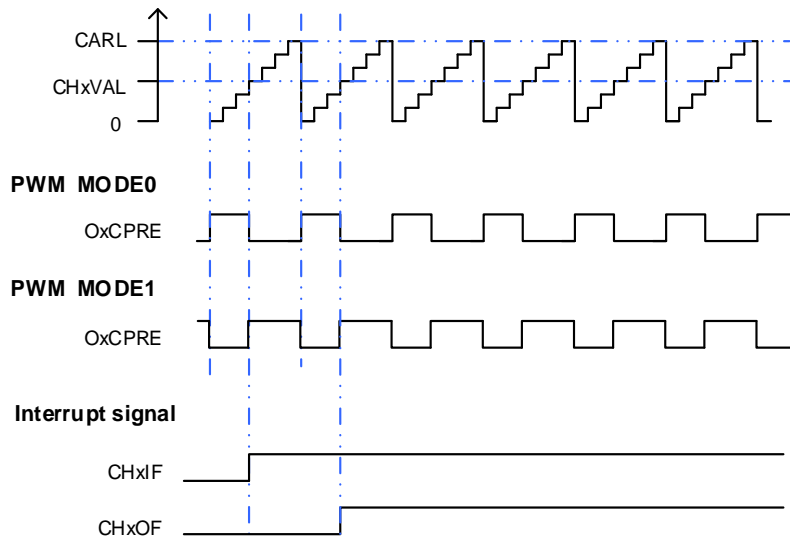 CARL
CHxVAL
0
PWM MODE0
OxCPRE
PWM MODE1
OxCPRE
Interrupt signal
CHxIF
CHxOF